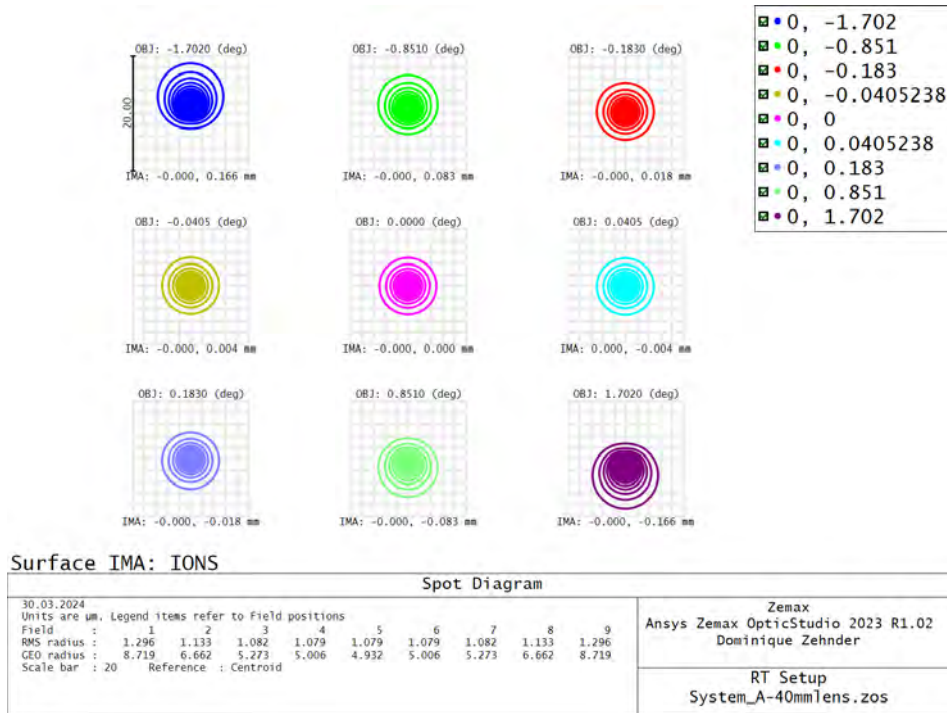 OBJ: -1.7020 (deg)
OBJ: -0.8510 (deg)
OBJ: -0.1830 (deg)
20.00
IMA: -0.000, 0.166 mm
IMA: -0.000, 0.083 mm
IMA: -0.000, 0.018 mm
0, -1.702
0, -0.851
0, -0.183
0, -0.0405238
0, 0
0, 0.0405238
0, 0.183
0, 0.851
0, 1.702
OBJ: -0.0405 (deg)
OBJ: 0.0000 (deg)
OBJ: 0.0405 (deg)
IMA: -0.000, 0.004 mm
IMA: -0.000, 0.000 mm
IMA: 0.000, -0.004 mm
OBJ: 0.1830 (deg)
OBJ: 0.8510 (deg)
OBJ: 1.7020 (deg)
IMA: -0.000, -0.018 mm
IMA: -0.000, -0.083 mm
IMA: -0.000, -0.166 mm
Surface IMA: IONS
Spot Diagram
30.03.2024
Units are µm. Legend items refer to Field positions
Field : 1 2 3 4 5 6 7 8 9
RMS radius : 1.296 1.133 1.082 1.079 1.079 1.079 1.082 1.133 1.296
GEO radius : 8.719 6.662 5.273 5.006 4.932 5.006 5.273 6.662 8.719
Scale bar : 20 Reference : Centroid
Zemax
Ansys Zemax OpticStudio 2023 R1.02
Dominique Zehnder
RT Setup
System_A-40mmlens.zos